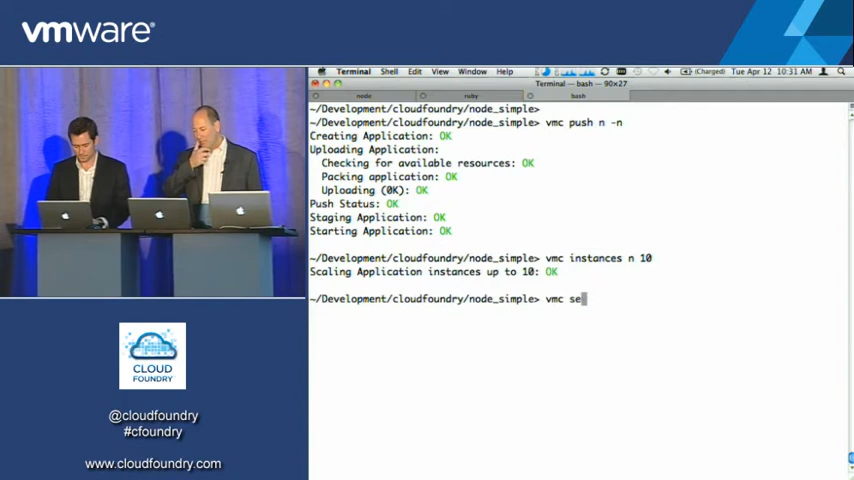 vmware®
Terminal Shell Edit View Window Help (Charged) Tue Apr 12 10:31 AM
Terminal — bash — 90×27
node ruby bash
~/Development/cloudfoundry/node_simple>
~/Development/cloudfoundry/node_simple> vmc push n -n
Creating Application: OK
Uploading Application:
Checking for available resources: OK
Packing application: OK
Uploading (0K): OK
Push Status: OK
Staging Application: OK
Starting Application: OK
~/Development/cloudfoundry/node_simple> vmc instances n 10
Scaling Application instances up to 10: OK
~/Development/cloudfoundry/node_simple> vmc se
CLOUD
FOUNDRY
@cloudfoundry
#cfoundry
www.cloudfoundry.com